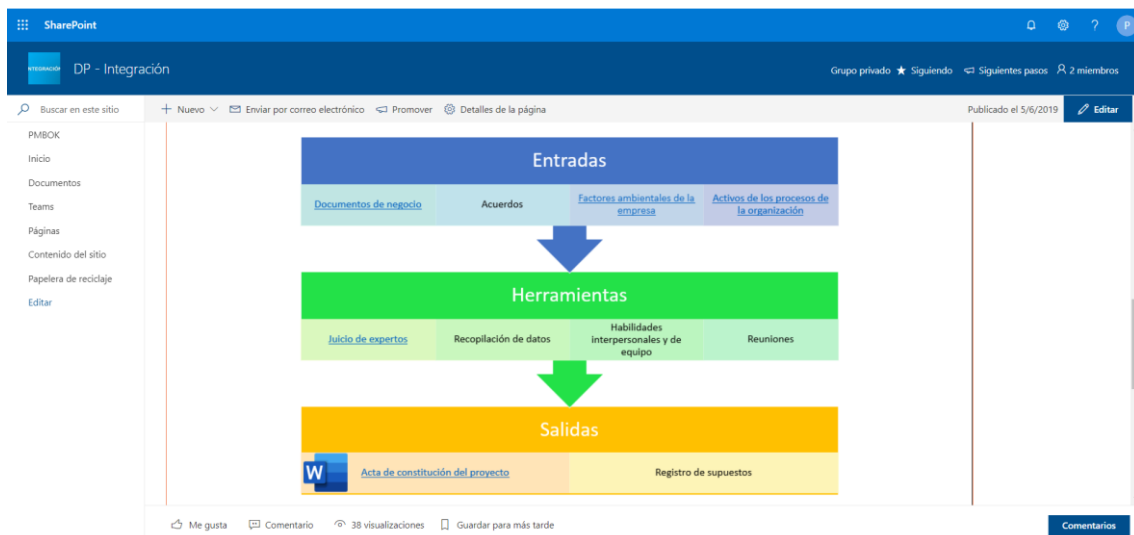 SharePoint
?
P
INTEGRACIÓN
DP - Integración
Grupo privado
Siguiendo
Siguientes pasos
2 miembros
Buscar en este sitio
Nuevo
Enviar por correo electrónico
Promover
Detalles de la página
Publicado el 5/6/2019
Editar
PMBOK
Inicio
Documentos
Teams
Páginas
Contenido del sitio
Papelera de reciclaje
Editar
Entradas
Documentos de negocio
Acuerdos
Factores ambientales de la
empresa
Activos de los procesos de
la organización
Herramientas
Juicio de expertos
Recopilación de datos
Habilidades
interpersonales y de
equipo
Reuniones
Salidas
W
Acta de constitución del proyecto
Registro de supuestos
Me gusta
Comentario
38 visualizaciones
Guardar para más tarde
Comentarios